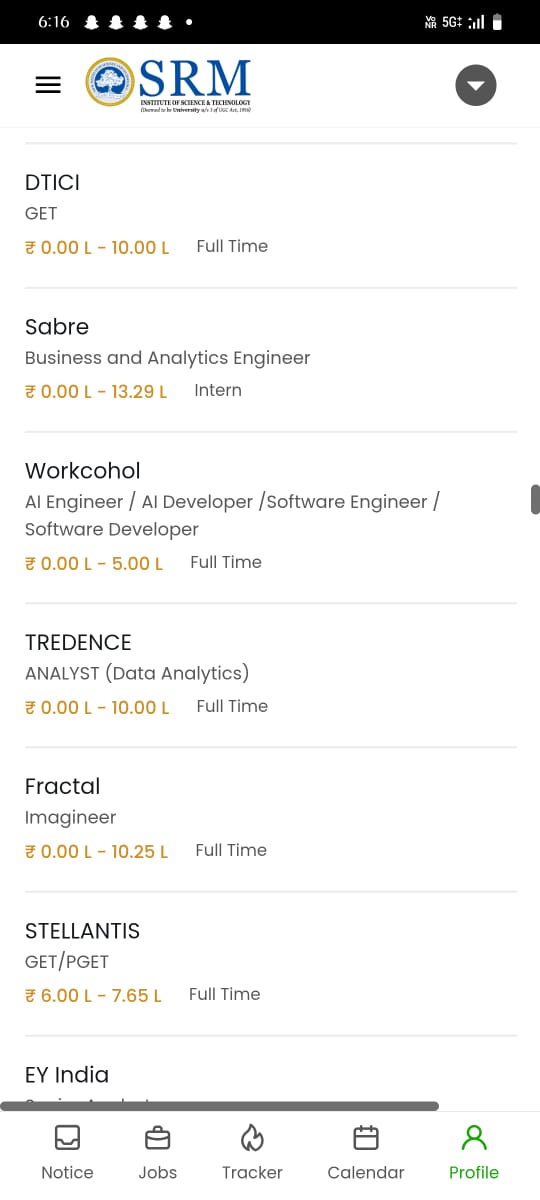 6:16
Vo NR 5G
SRM
INSTITUTE OF SCIENCE & TECHNOLOGY
(Deemed to be University u/s 3 of UGC Act, 1956)
DTICI
GET
₹ 0.00 L - 10.00 L Full Time
Sabre
Business and Analytics Engineer
₹ 0.00 L - 13.29 L Intern
Workcohol
AI Engineer / AI Developer /Software Engineer /
Software Developer
₹ 0.00 L - 5.00 L Full Time
TREDENCE
ANALYST (Data Analytics)
₹ 0.00 L - 10.00 L Full Time
Fractal
Imagineer
₹ 0.00 L - 10.25 L Full Time
STELLANTIS
GET/PGET
₹ 6.00 L - 7.65 L Full Time
EY India
Notice Jobs Tracker Calendar Profile